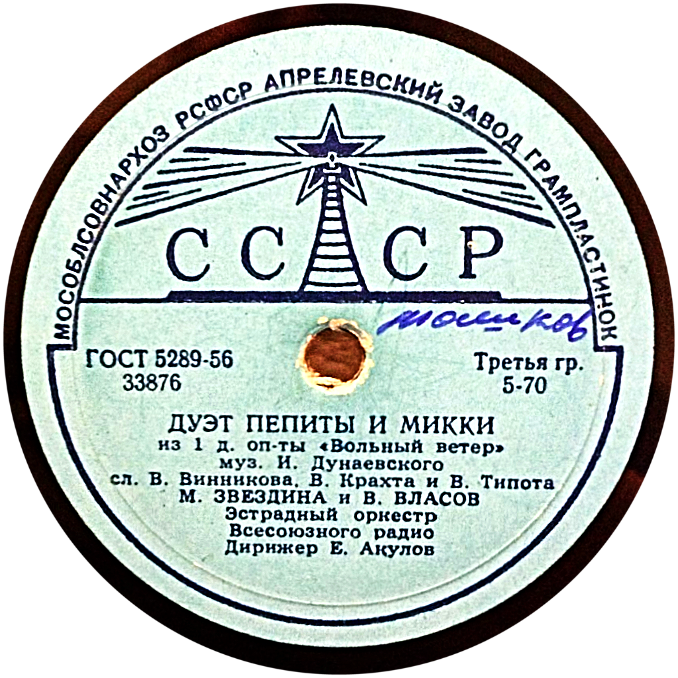 МОСОБЛСОВНАРХОЗ РСФСР АПРЕЛЕВСКИЙ ЗАВОД ГРАМПЛАСТИНОК
СССР
ГОСТ 5289-56
33876
Третья гр.
5-70
ДУЭТ ПЕПИТЫ И МИККИ
из 1 д. оп-ты «Вольный ветер»
муз. И. Дунаевского
сл. В. Винникова, В. Крахта и В. Типота
М. ЗВЕЗДИНА и В. ВЛАСОВ
Эстрадный оркестр
Всесоюзного радио
Дирижер Е. Акулов